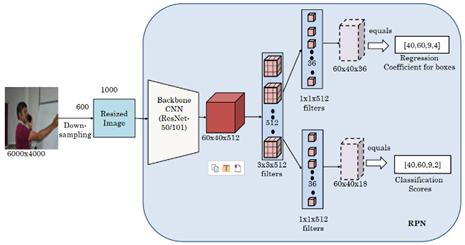 6000x4000
600
Down-
sampling
1000
Resized
Image
Backbone
CNN
(ResNet-
50/101)
60x40x512
512
3x3x512
filters
36
1x1x512
filters
60x40x36
equals
[40,60,9,4]
Regression
Coefficient for boxes
36
1x1x512
filters
60x40x18
equals
[40,60,9,2]
Classification
Scores
RPN